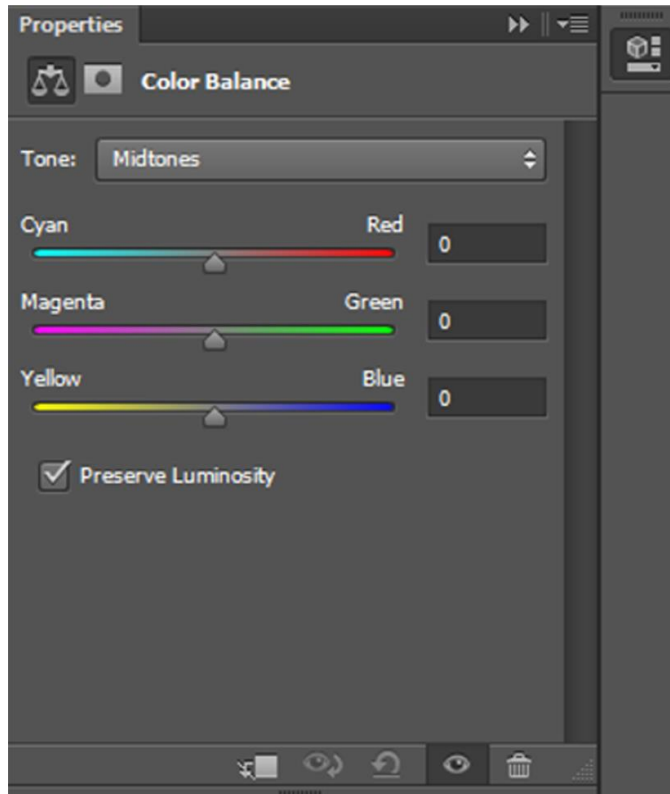 Properties
Color Balance
Tone: Midtones
Cyan Red 0
Magenta Green 0
Yellow Blue 0
Preserve Luminosity